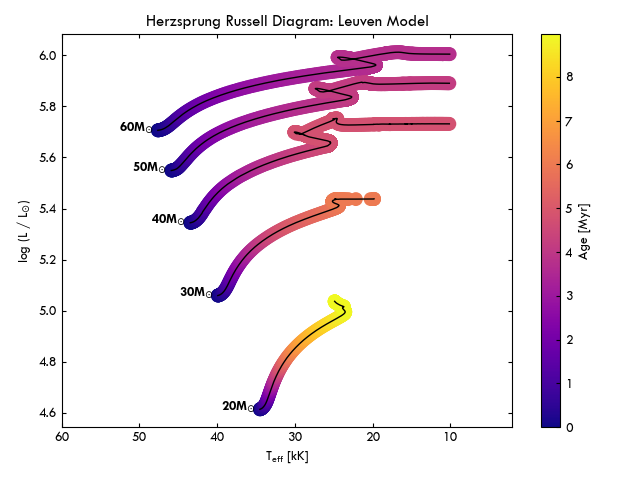 Herzsprung Russell Diagram: Leuven Model
log (L / L☉)
6.0
5.8
5.6
5.4
5.2
5.0
4.8
4.6
60M☉
50M☉
40M☉
30M☉
20M☉
60 50 40 30 20 10
T_eff [kK]
8
7
6
5
4
3
2
1
0
Age [Myr]